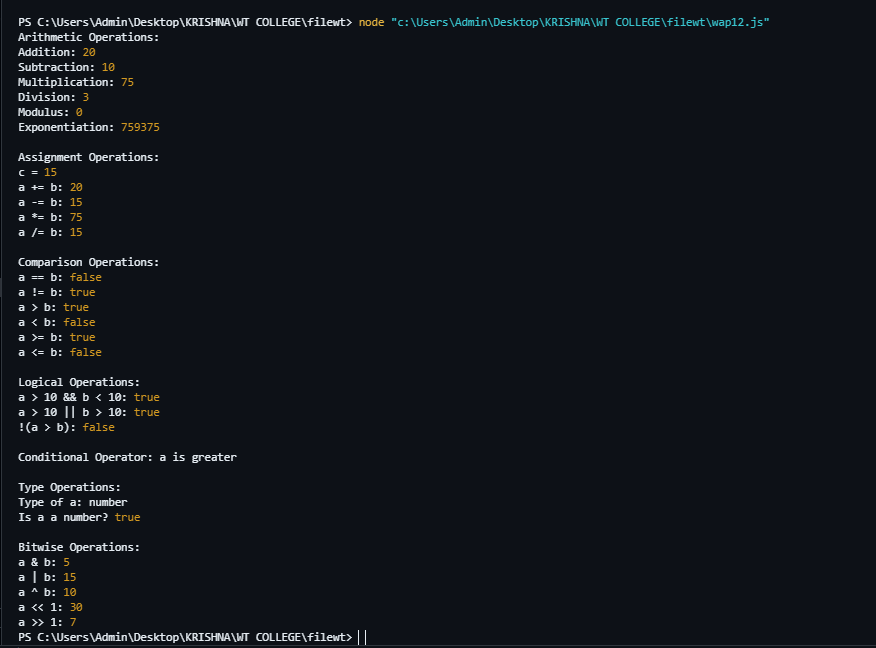 PS C:\Users\Admin\Desktop\KRISHNA\WT COLLEGE\filewt> node "c:\Users\Admin\Desktop\KRISHNA\WT COLLEGE\filewt\wap12.js"
Arithmetic Operations:
Addition: 20
Subtraction: 10
Multiplication: 75
Division: 3
Modulus: 0
Exponentiation: 759375

Assignment Operations:
c = 15
a += b: 20
a -= b: 15
a *= b: 75
a /= b: 15

Comparison Operations:
a == b: false
a != b: true
a > b: true
a < b: false
a >= b: true
a <= b: false

Logical Operations:
a > 10 && b < 10: true
a > 10 || b > 10: true
!(a > b): false

Conditional Operator: a is greater

Type Operations:
Type of a: number
Is a a number? true

Bitwise Operations:
a & b: 5
a | b: 15
a ^ b: 10
a << 1: 30
a >> 1: 7
PS C:\Users\Admin\Desktop\KRISHNA\WT COLLEGE\filewt>